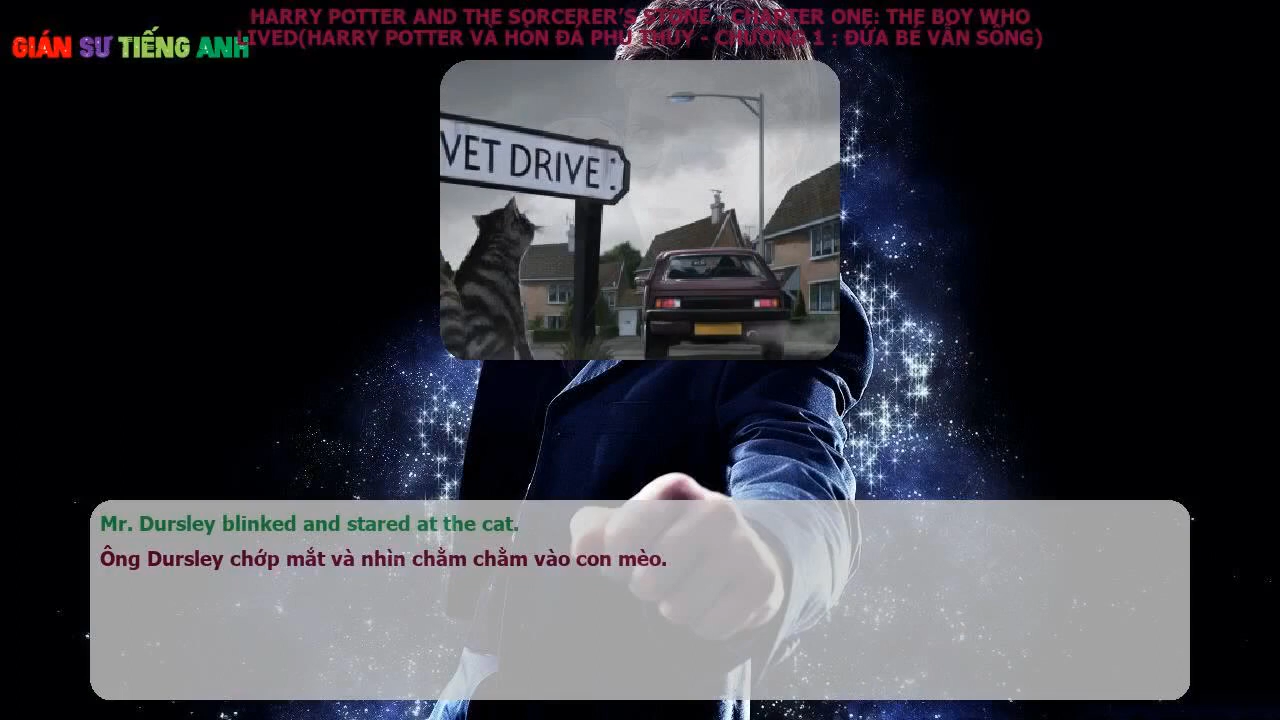 HARRY POTTER AND THE SORCERER'S STONE - CHAPTER ONE: THE BOY WHO
LIVED(HARRY POTTER VÀ HÒN ĐÁ PHÙ THỦY - CHƯƠNG 1 : ĐỨA BÉ VẪN SỐNG)
GIÁN SƯ TIẾNG ANH
VET DRIVE
Mr. Dursley blinked and stared at the cat.
Ông Dursley chớp mắt và nhìn chằm chằm vào con mèo.